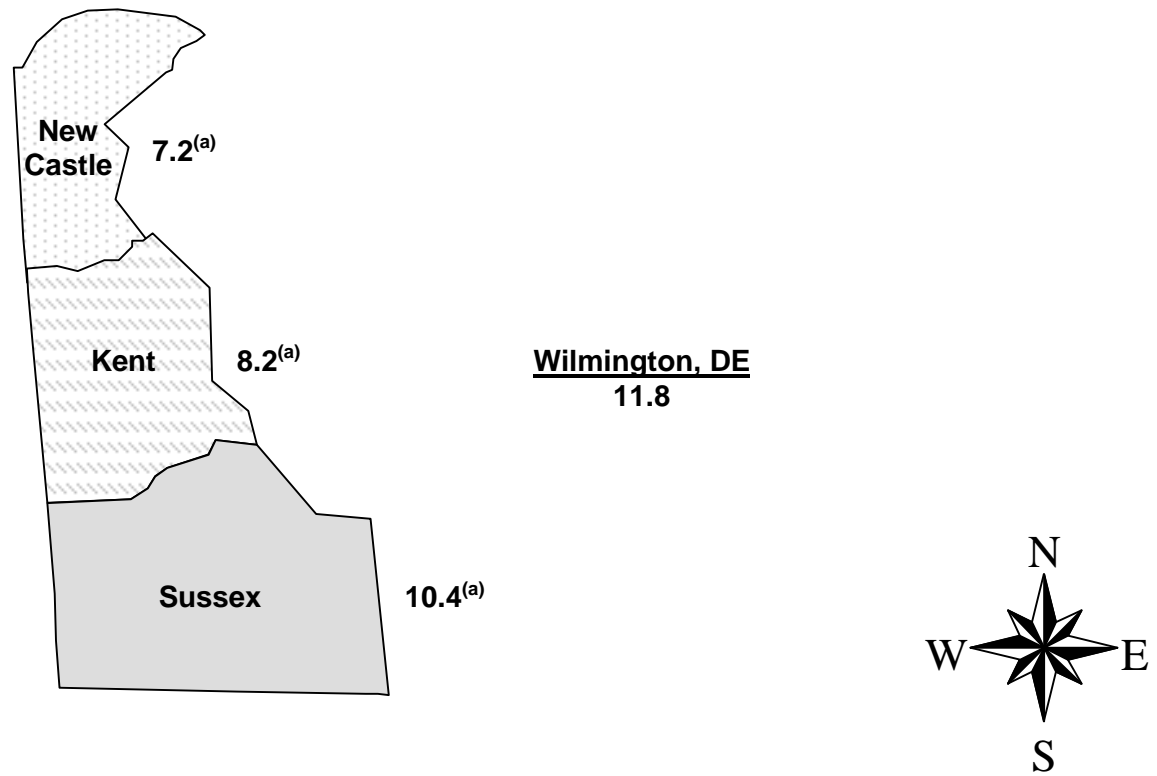 New
Castle
7.2(a)
Kent
8.2(a)
Wilmington, DE
11.8
Sussex
10.4(a)
N
W
E
S